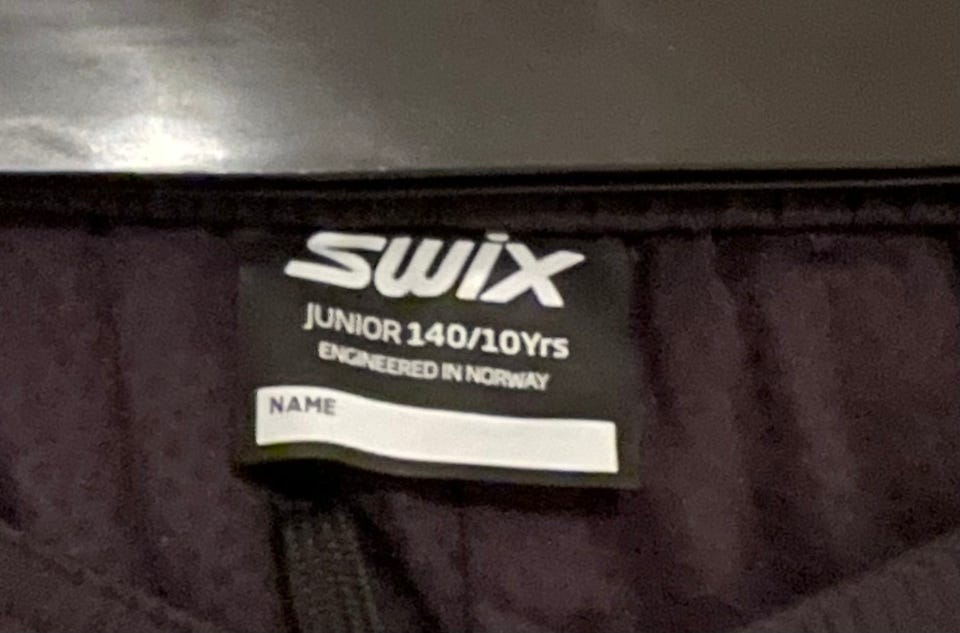 swix
JUNIOR 140/10Yrs
ENGINEERED IN NORWAY
NAME